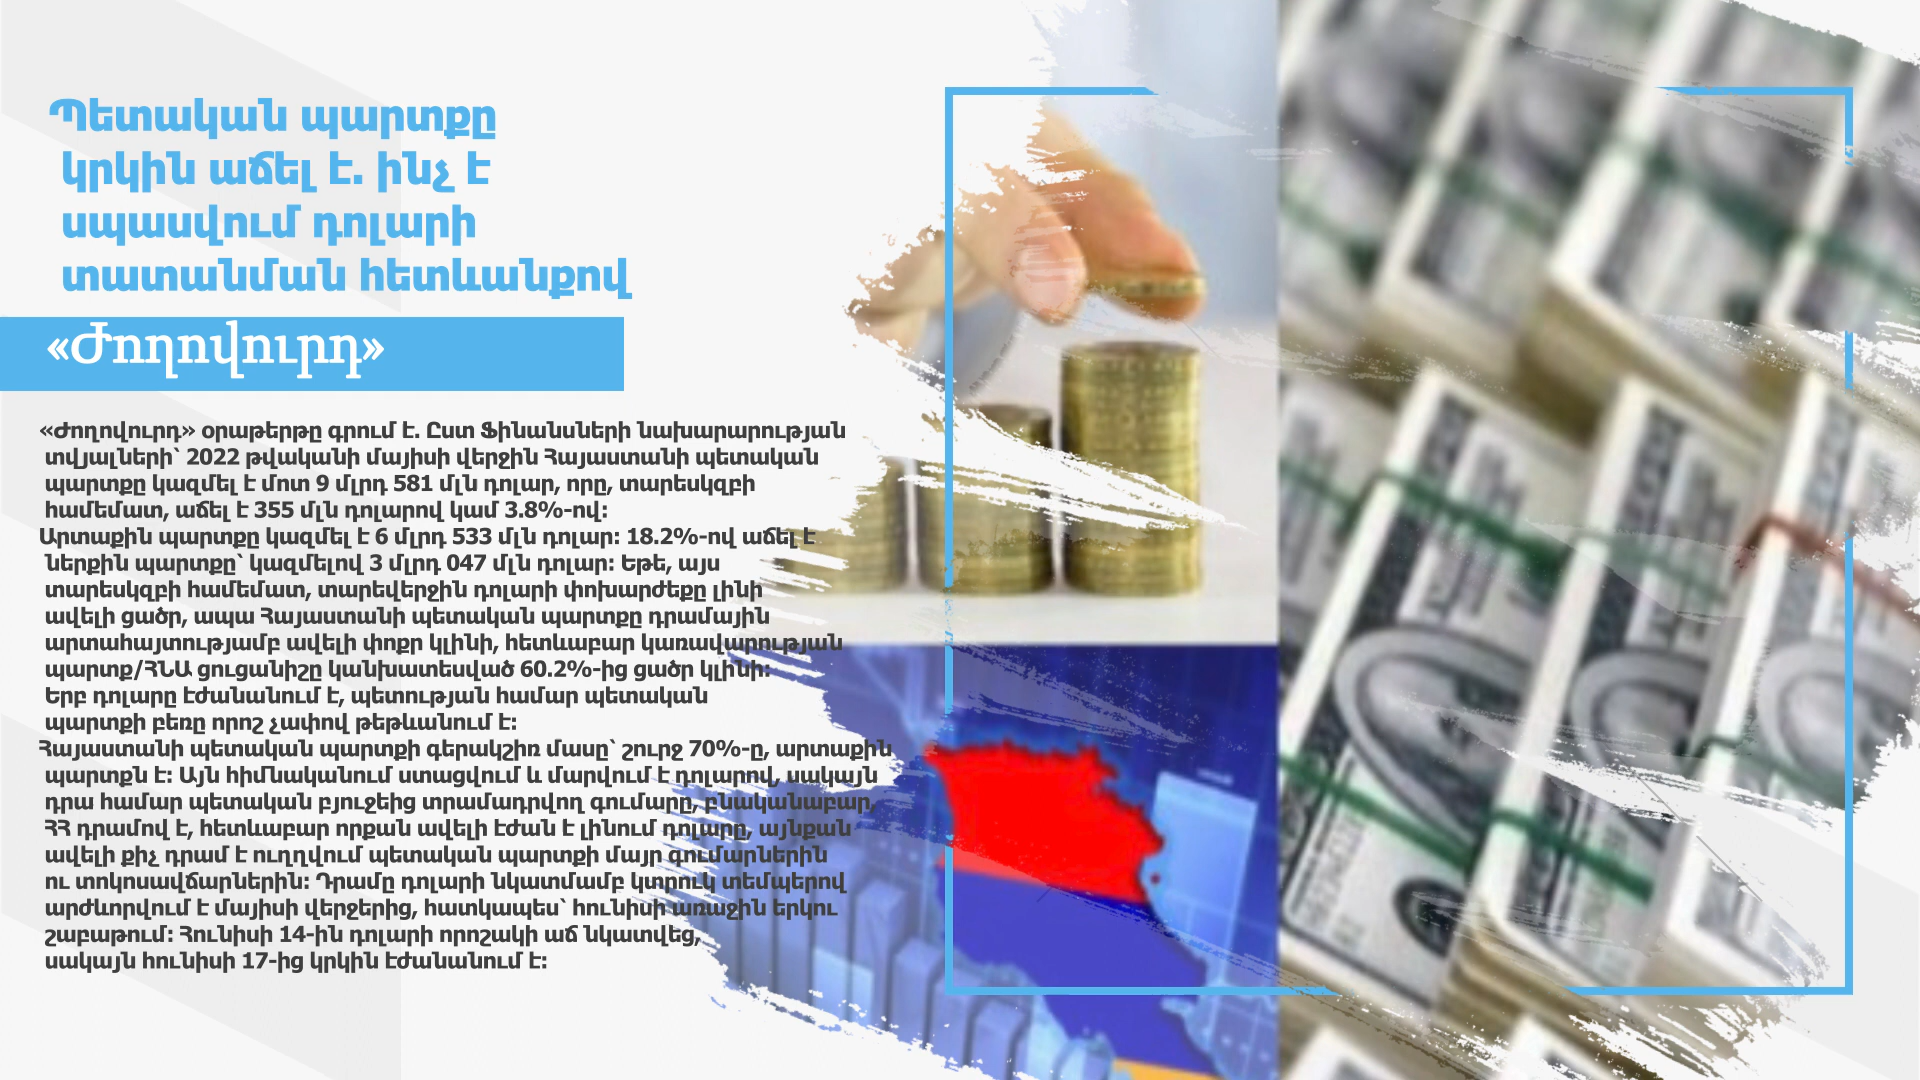 Պետական պարտքը
կրկին աճել է. ինչ է
սպասվում դոլարի
տատանման հետևանքով
«Ժողովուրդ»
«Ժողովուրդ» օրաթերթը գրում է. Ըստ Ֆինանսների նախարարության
տվյալների՝ 2022 թվականի մայիսի վերջին Հայաստանի պետական
պարտքը կազմել է մոտ 9 մլրդ 581 մլն դոլար, որը, տարեսկզբի
համեմատ, աճել է 355 մլն դոլարով կամ 3.8%-ով:
Արտաքին պարտքը կազմել է 6 մլրդ 533 մլն դոլար: 18.2%-ով աճել է
ներքին պարտքը՝ կազմելով 3 մլրդ 047 մլն դոլար: Եթե, այս
տարեսկզբի համեմատ, տարեվերջին դոլարի փոխարժեքը լինի
ավելի ցածր, ապա Հայաստանի պետական պարտքը դրամային
արտահայտությամբ ավելի փոքր կլինի, հետևաբար կառավարության
պարտք/ՀՆԱ ցուցանիշը կանխատեսված 60.2%-ից ցածր կլինի:
Երբ դոլարը էժանանում է, պետության համար պետական
պարտքի բեռը որոշ չափով թեթևանում է:
Հայաստանի պետական պարտքի գերակշիռ մասը՝ շուրջ 70%-ը, արտաքին
պարտքն է: Այն հիմնականում ստացվում և մարվում է դոլարով, սակայն
դրա համար պետական բյուջեից տրամադրվող գումարը, բնականաբար,
ՀՀ դրամով է, հետևաբար որքան ավելի էժան է լինում դոլարը, այնքան
ավելի քիչ դրամ է ուղղվում պետական պարտքի մայր գումարներին
ու տոկոսավճարներին: Դրամը դոլարի նկատմամբ կտրուկ տեմպերով
արժևորվում է մայիսի վերջերից, հատկապես՝ հունիսի առաջին երկու
շաբաթում: Հունիսի 14-ին դոլարի որոշակի աճ նկատվեց,
սակայն հունիսի 17-ից կրկին էժանանում է: